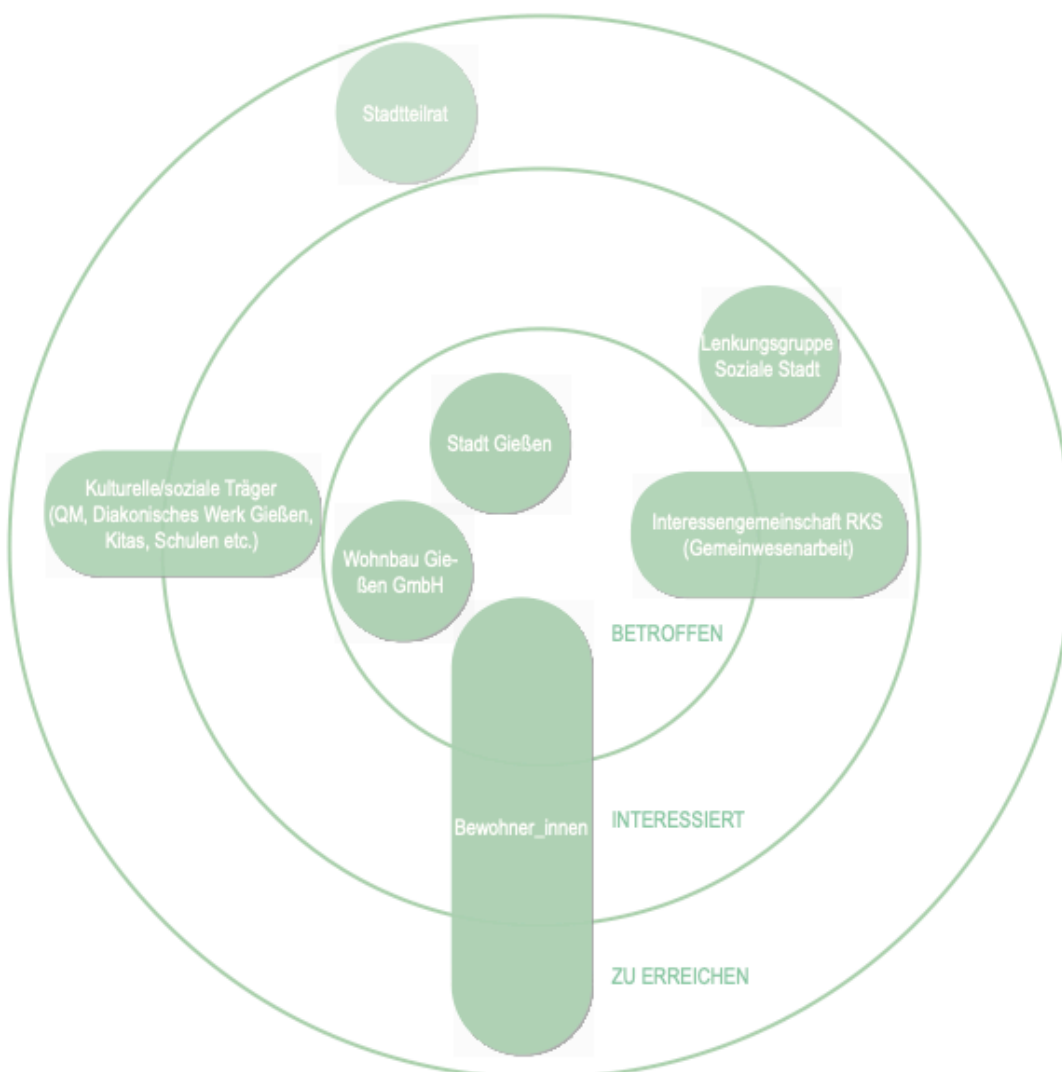 Stadtteilrat
Lenkungsgruppe
Soziale Stadt
Stadt Gießen
Kulturelle/soziale Träger
(QM, Diakonisches Werk Gießen,
Kitas, Schulen etc.)
Interessengemeinschaft RKS
(Gemeinwesenarbeit)
Wohnbau Gie-
ßen GmbH
BETROFFEN
INTERESSIERT
Bewohner_innen
ZU ERREICHEN